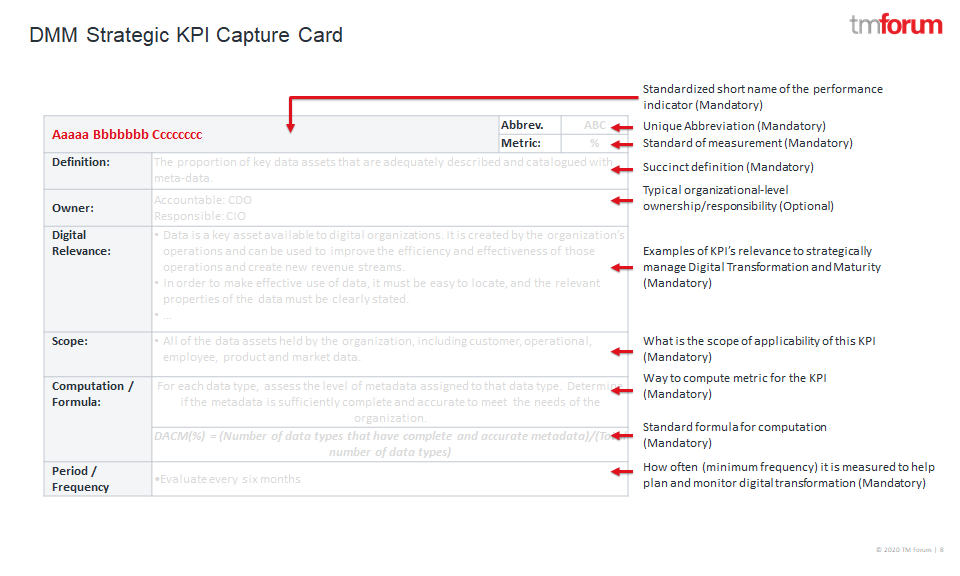 DMM Strategic KPI Capture Card
tmforum
Standardized short name of the performance
indicator (Mandatory)
Aaaaa Bbbbbbb Cccccccc
Abbrev.
ABC
Unique Abbreviation (Mandatory)
Metric:
%
Standard of measurement (Mandatory)
Definition:
The proportion of key data assets that are adequately described and catalogued with
meta-data.
Succinct definition (Mandatory)
Owner:
Accountable: CDO
Responsible: CIO
Typical organizational-level
ownership/responsibility (Optional)
Digital
Relevance:
• Data is a key asset available to digital organizations. It is created by the organization's
operations and can be used to improve the efficiency and effectiveness of those
operations and create new revenue streams.
• In order to make effective use of data, it must be easy to locate, and the relevant
properties of the data must be clearly stated.
• ...
Examples of KPI's relevance to strategically
manage Digital Transformation and Maturity
(Mandatory)
Scope:
• All of the data assets held by the organization, including customer, operational,
employee, product and market data.
What is the scope of applicability of this KPI
(Mandatory)
Computation /
Formula:
For each data type, assess the level of metadata assigned to that data type. Determ
if the metadata is sufficiently complete and accurate to meet the needs of the
organization.
Way to compute metric for the KPI
(Mandatory)
DACM(%) = (Number of data types that have complete and accurate metadata)/(To
number of data types)
Standard formula for computation
(Mandatory)
Period /
Frequency
•Evaluate every six months
How often (minimum frequency) it is measured to help
plan and monitor digital transformation (Mandatory)
© 2020 TM Forum | 8